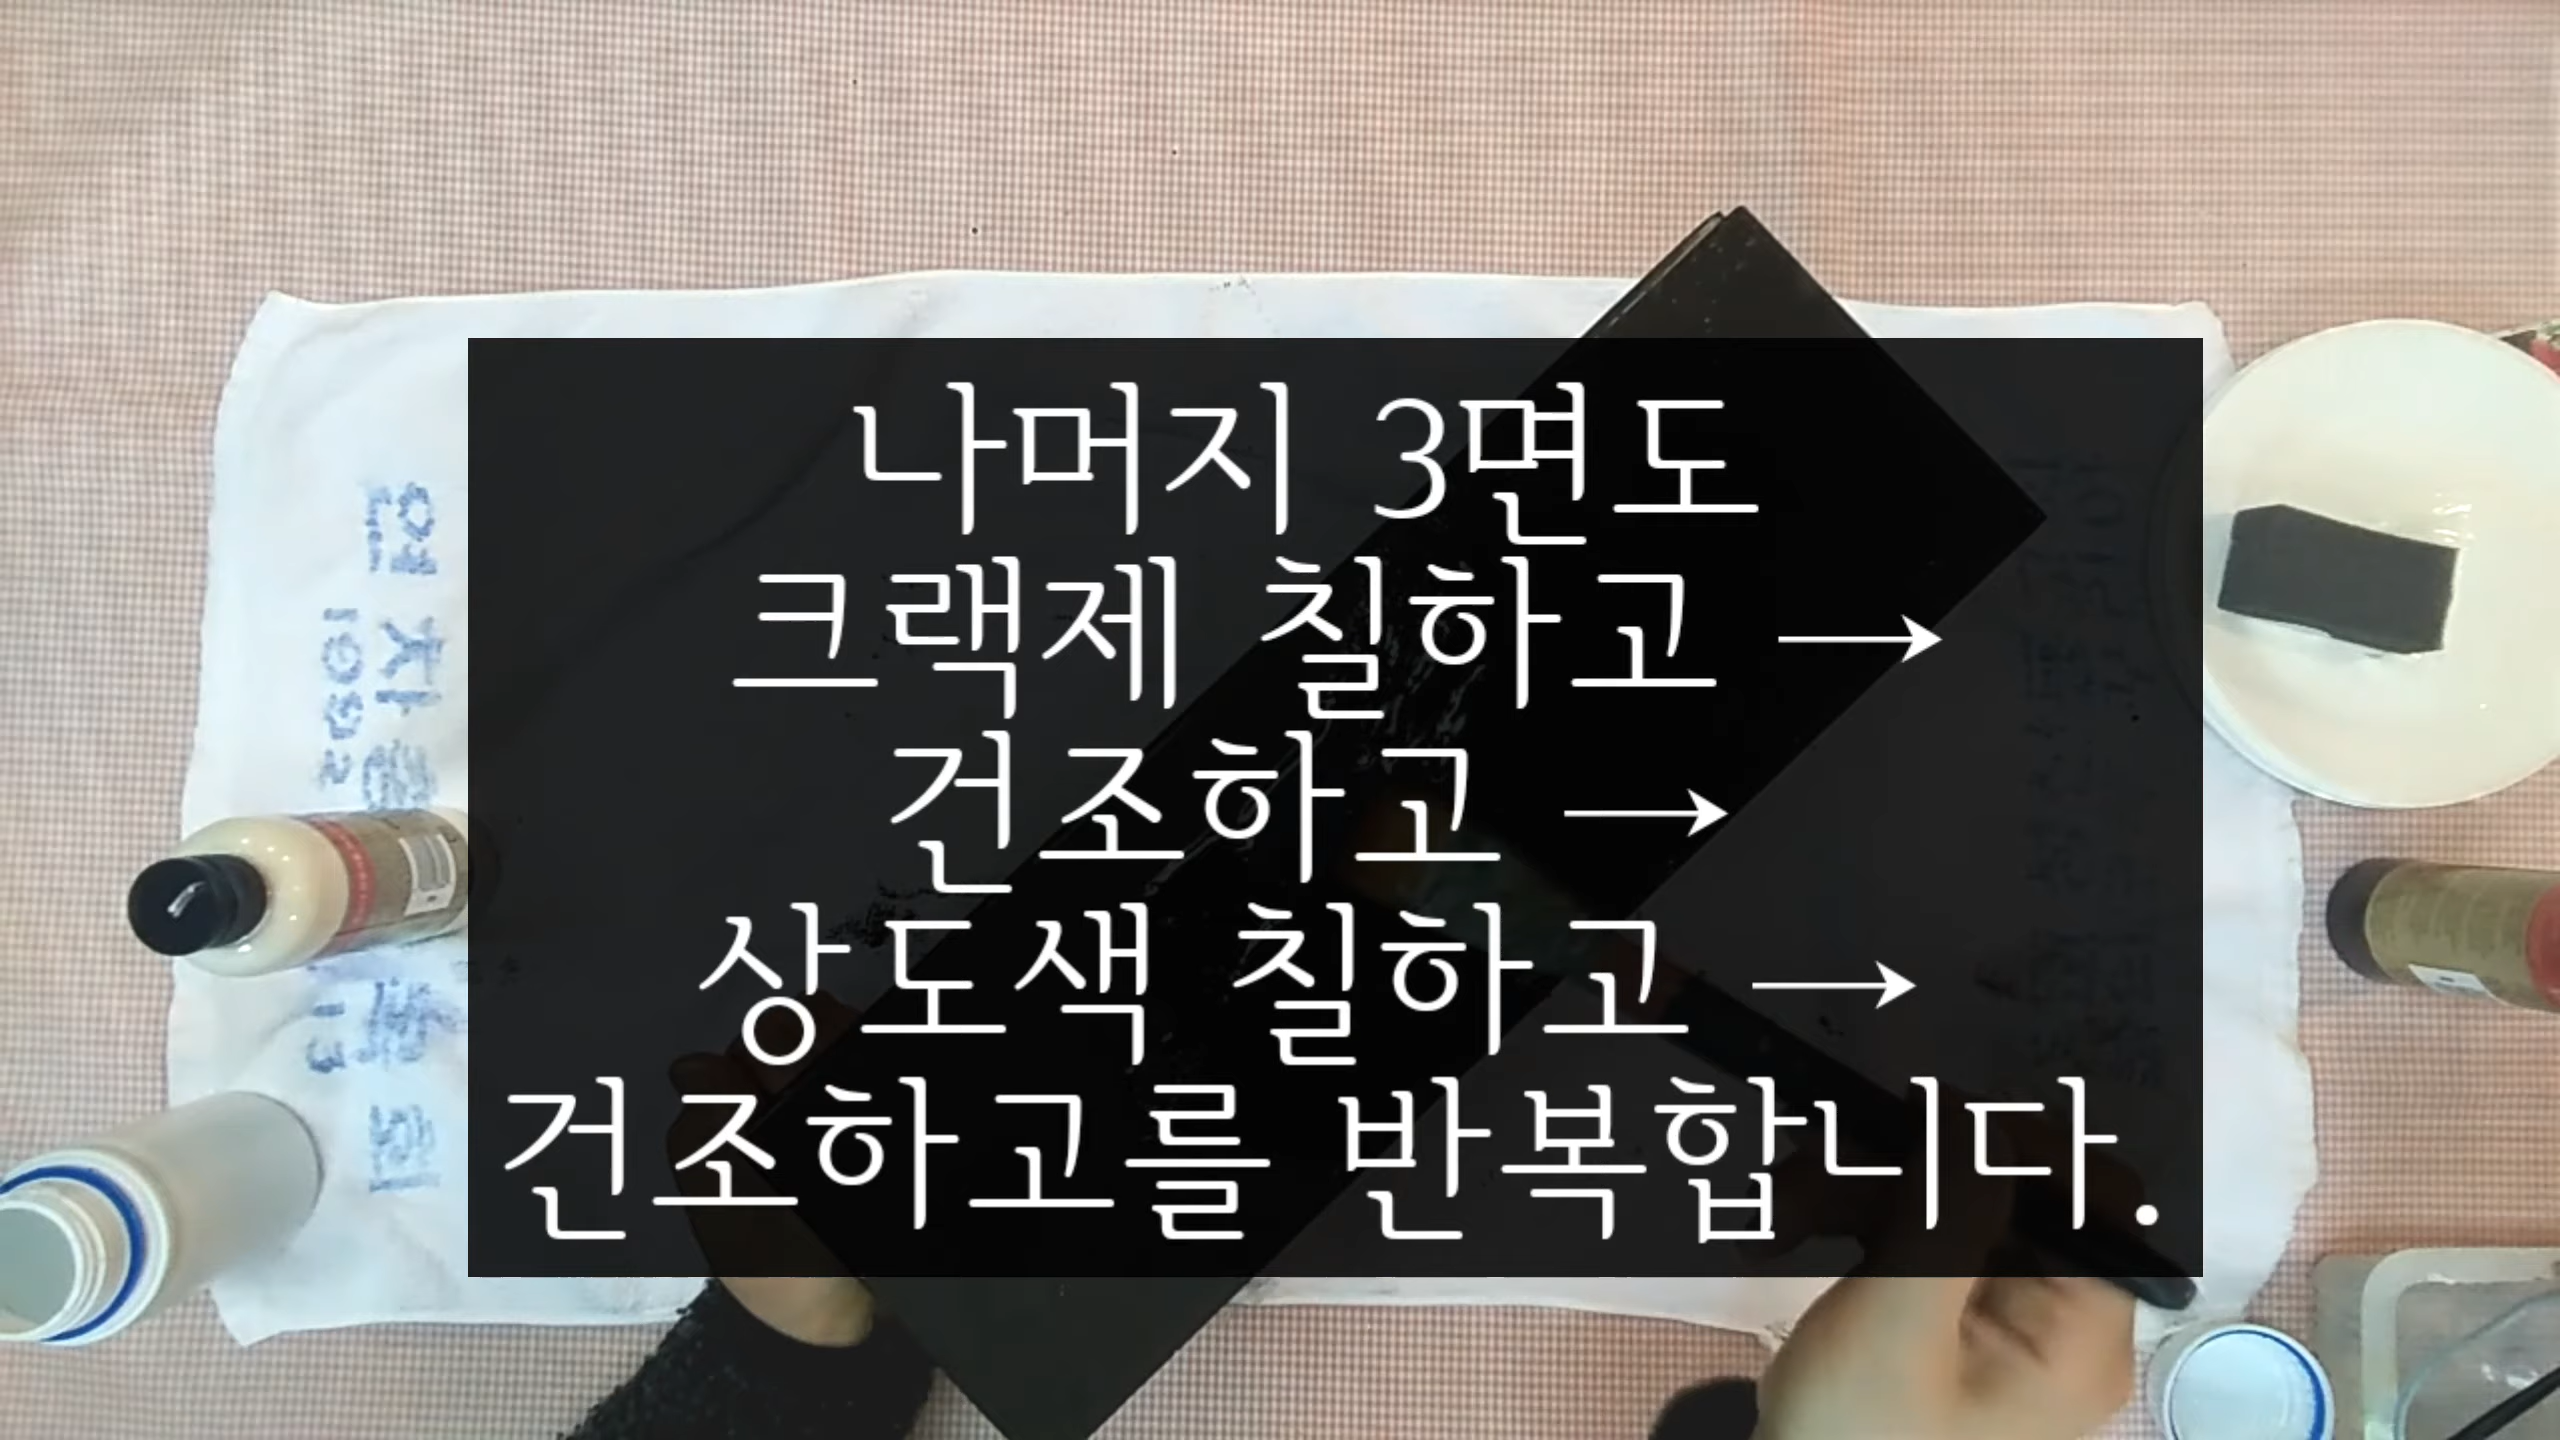 나머지 3면도
크랙제 칠하고 →
건조하고 →
상도색 칠하고 →
건조하고를 반복합니다.